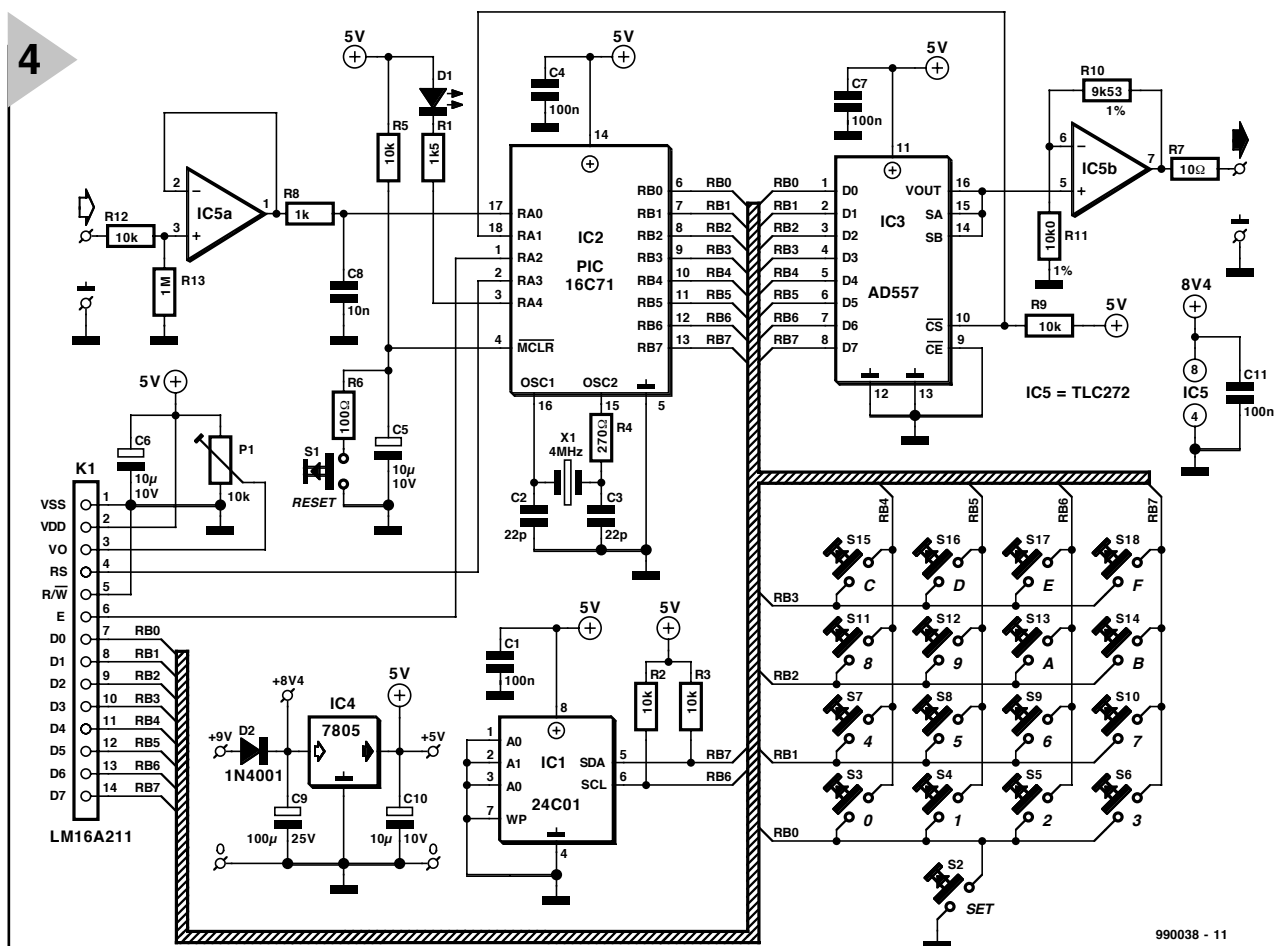 4
5V
5V
5V
D1
C4
100n
C7
100n
R10
9k53
1%
R5
10k
R1
1k5
14
11
2
IC5a
1
3
R8
1k
R12
10k
R13
1M
C8
10n
17 RA0
18 RA1
1 RA2
2 RA3
3 RA4
4 MCLR
IC2
PIC
16C71
RB0 6 RB0
RB1 7 RB1
RB2 8 RB2
RB3 9 RB3
RB4 10 RB4
RB5 11 RB5
RB6 12 RB6
RB7 13 RB7
OSC1 OSC2
16 15 5
RB0 1 D0
RB1 2 D1
RB2 3 D2
RB3 4 D3
RB4 5 D4
RB5 6 D5
RB6 7 D6
RB7 8 D7
IC3
AD557
VOUT 16
SA 15
SB 14
CS 10
CE 9
12 13
6
5
IC5b
7
R7
10Ω
R11
10k0
1%
R9
10k
5V
8V4
8
IC5
4
C11
100n
IC5 = TLC272
5V
C6
10µ
10V
P1
10k
R6
100Ω
S1
RESET
C5
10µ
10V
R4
270Ω
X1
4MHz
C2
22p
C3
22p
K1
VSS 1
VDD 2
VO 3
RS 4
R/W 5
E 6
D0 7 RB0
D1 8 RB1
D2 9 RB2
D3 10 RB3
D4 11 RB4
D5 12 RB5
D6 13 RB6
D7 14 RB7
LM16A211
+8V4
5V
IC4
7805
+9V
D2
1N4001
+5V
C9
100µ 25V
C10
10µ 10V
0
0
5V
5V
C1
100n
R2
10k
R3
10k
8
1 A0
2 A1
3 A0
7 WP
IC1
24C01
SDA 5 RB7
SCL 6 RB6
4
RB4 RB5 RB6 RB7
S15 S16 S17 S18
C D E F
RB3
S11 S12 S13 S14
8 9 A B
RB2
S7 S8 S9 S10
4 5 6 7
RB1
S3 S4 S5 S6
0 1 2 3
RB0
S2
SET
990038 - 11